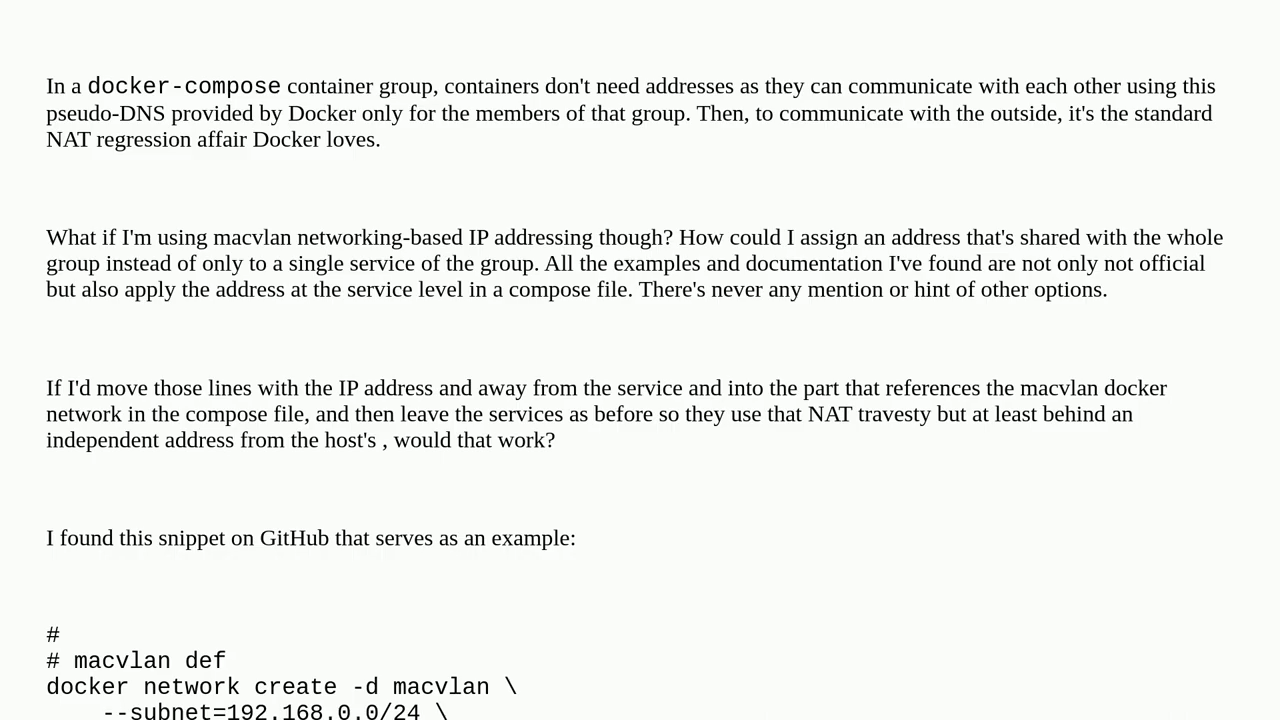 In a docker-compose container group, containers don't need addresses as they can communicate with each other using this
pseudo-DNS provided by Docker only for the members of that group. Then, to communicate with the outside, it's the standard
NAT regression affair Docker loves.
What if I'm using macvlan networking-based IP addressing though? How could I assign an address that's shared with the whole
group instead of only to a single service of the group. All the examples and documentation I've found are not only not official
but also apply the address at the service level in a compose file. There's never any mention or hint of other options.
If I'd move those lines with the IP address and away from the service and into the part that references the macvlan docker
network in the compose file, and then leave the services as before so they use that NAT travesty but at least behind an
independent address from the host's , would that work?
I found this snippet on GitHub that serves as an example:
#
# macvlan def
docker network create -d macvlan \
    --subnet=192.168.0.0/24 \